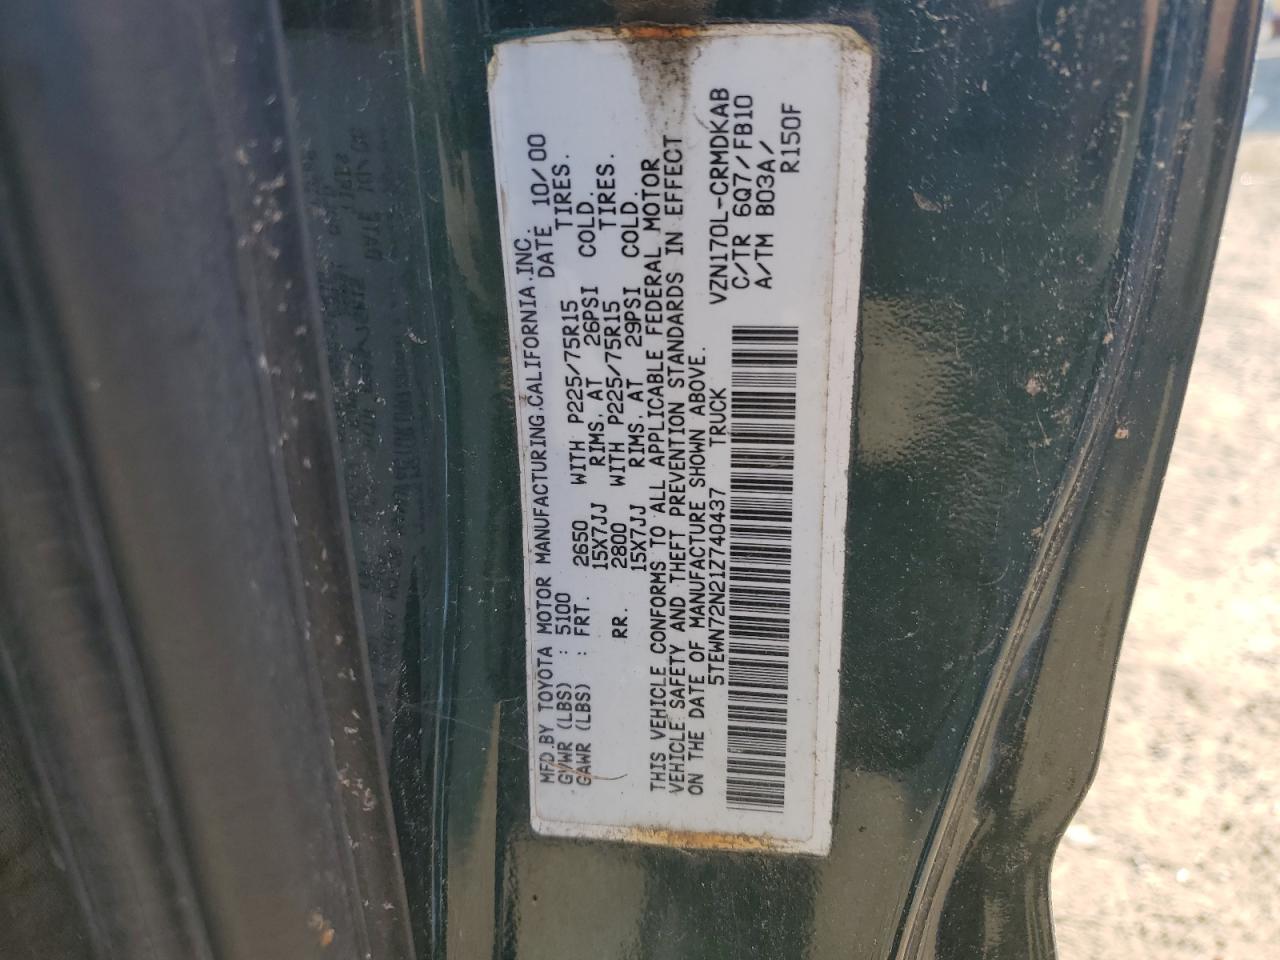 MFD.BY TOYOTA MOTOR MANUFACTURING.CALIFORNIA.INC.
GVWR (LBS) : 5100 DATE 10/00
GAWR (LBS) : FRT. 2650 WITH P225/75R15 TIRES.
15X7JJ RIMS. AT 26PSI COLD.
RR. 2800 WITH P225/75R15 TIRES.
15X7JJ RIMS. AT 29PSI COLD.
THIS VEHICLE CONFORMS TO ALL APPLICABLE FEDERAL MOTOR
VEHICLE SAFETY AND THEFT PREVENTION STANDARDS IN EFFECT
ON THE DATE OF MANUFACTURE SHOWN ABOVE.
5TEWN72N21Z740437 TRUCK
VZN170L-CRMDKAB
C/TR 6Q7/FB10
A/TM B03A/
R150F